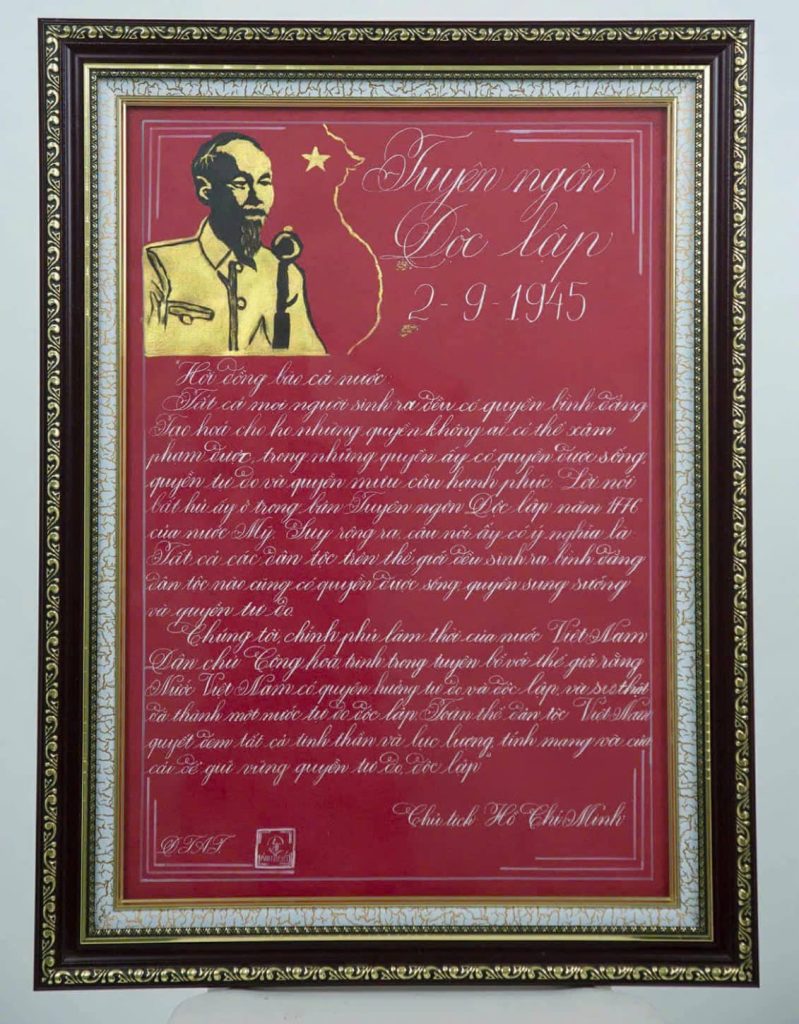 Tuyên ngôn
Độc lập
2-9-1945
"Hỡi đồng bào cả nước
Tất cả mọi người sinh ra đều có quyền bình đẳng
Tạo hoá cho họ những quyền không ai có thể xâm
phạm được, trong những quyền ấy có quyền được sống,
quyền tự do và quyền mưu cầu hạnh phúc. Lời nói
bất hủ ấy ở trong bản Tuyên ngôn Độc lập năm 1776
của nước Mỹ. Suy rộng ra, câu nói ấy có ý nghĩa là
Tất cả các dân tộc trên thế giới đều sinh ra bình đẳng
dân tộc nào cũng có quyền được sống, quyền sung sướng
và quyền tự do.
Chúng tôi, chính phủ lâm thời của nước Việt Nam
Dân chủ Cộng hoà trịnh trọng tuyên bố với thế giới rằng
Nước Việt Nam có quyền hưởng tự do và độc lập, và sự thật
đã thành một nước tự do độc lập. Toàn thể dân tộc Việt Nam
quyết đem tất cả tinh thần và lực lượng, tính mạng và của
cải để giữ vững quyền tự do, độc lập"
Chủ tịch Hồ Chí Minh